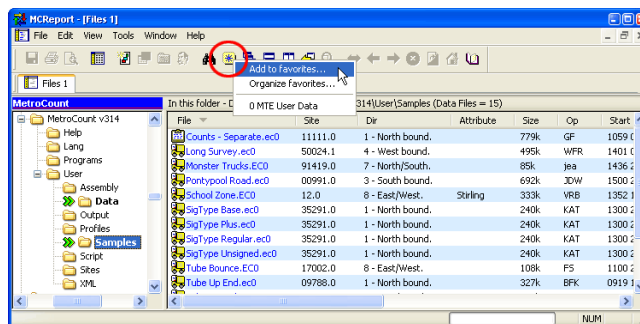 MCReport - [Files 1]
File Edit View Tools Window Help
Files 1
Add to favorites...
Organize favorites...
0 MTE User Data
MetroCount
In this folder - 314\User\Samples (Data Files = 15)
MetroCount v314
Help
Lang
Programs
User
Assembly
Data
Output
Profiles
Samples
Script
Sites
XML
File Site Dir Attribute Size Op Start
Counts - Separate.ec0 11111.0 1 - North bound. 779k GF 1059
Long Survey.ec0 50024.1 4 - West bound. 495k WFR 1401
Monster Trucks.EC0 91419.0 7 - North/South. 85k jea 1436
Pontypool Road.ec0 00991.0 3 - South bound. 692k JDW 1500
School Zone.EC0 12.0 8 - East/West. Stirling 333k VRB 1352
SigType Base.ec0 35291.0 1 - North bound. 240k KAT 1300
SigType Plus.ec0 35291.0 1 - North bound. 240k KAT 1300
SigType Regular.ec0 35291.0 1 - North bound. 240k KAT 1300
SigType Unsigned.ec0 35291.0 1 - North bound. 240k KAT 1300
Tube Bounce.EC0 17002.0 8 - East/West. 108k FS 1100
Tube Up End.ec0 09788.0 1 - North bound. 327k BFK 0919
NUM